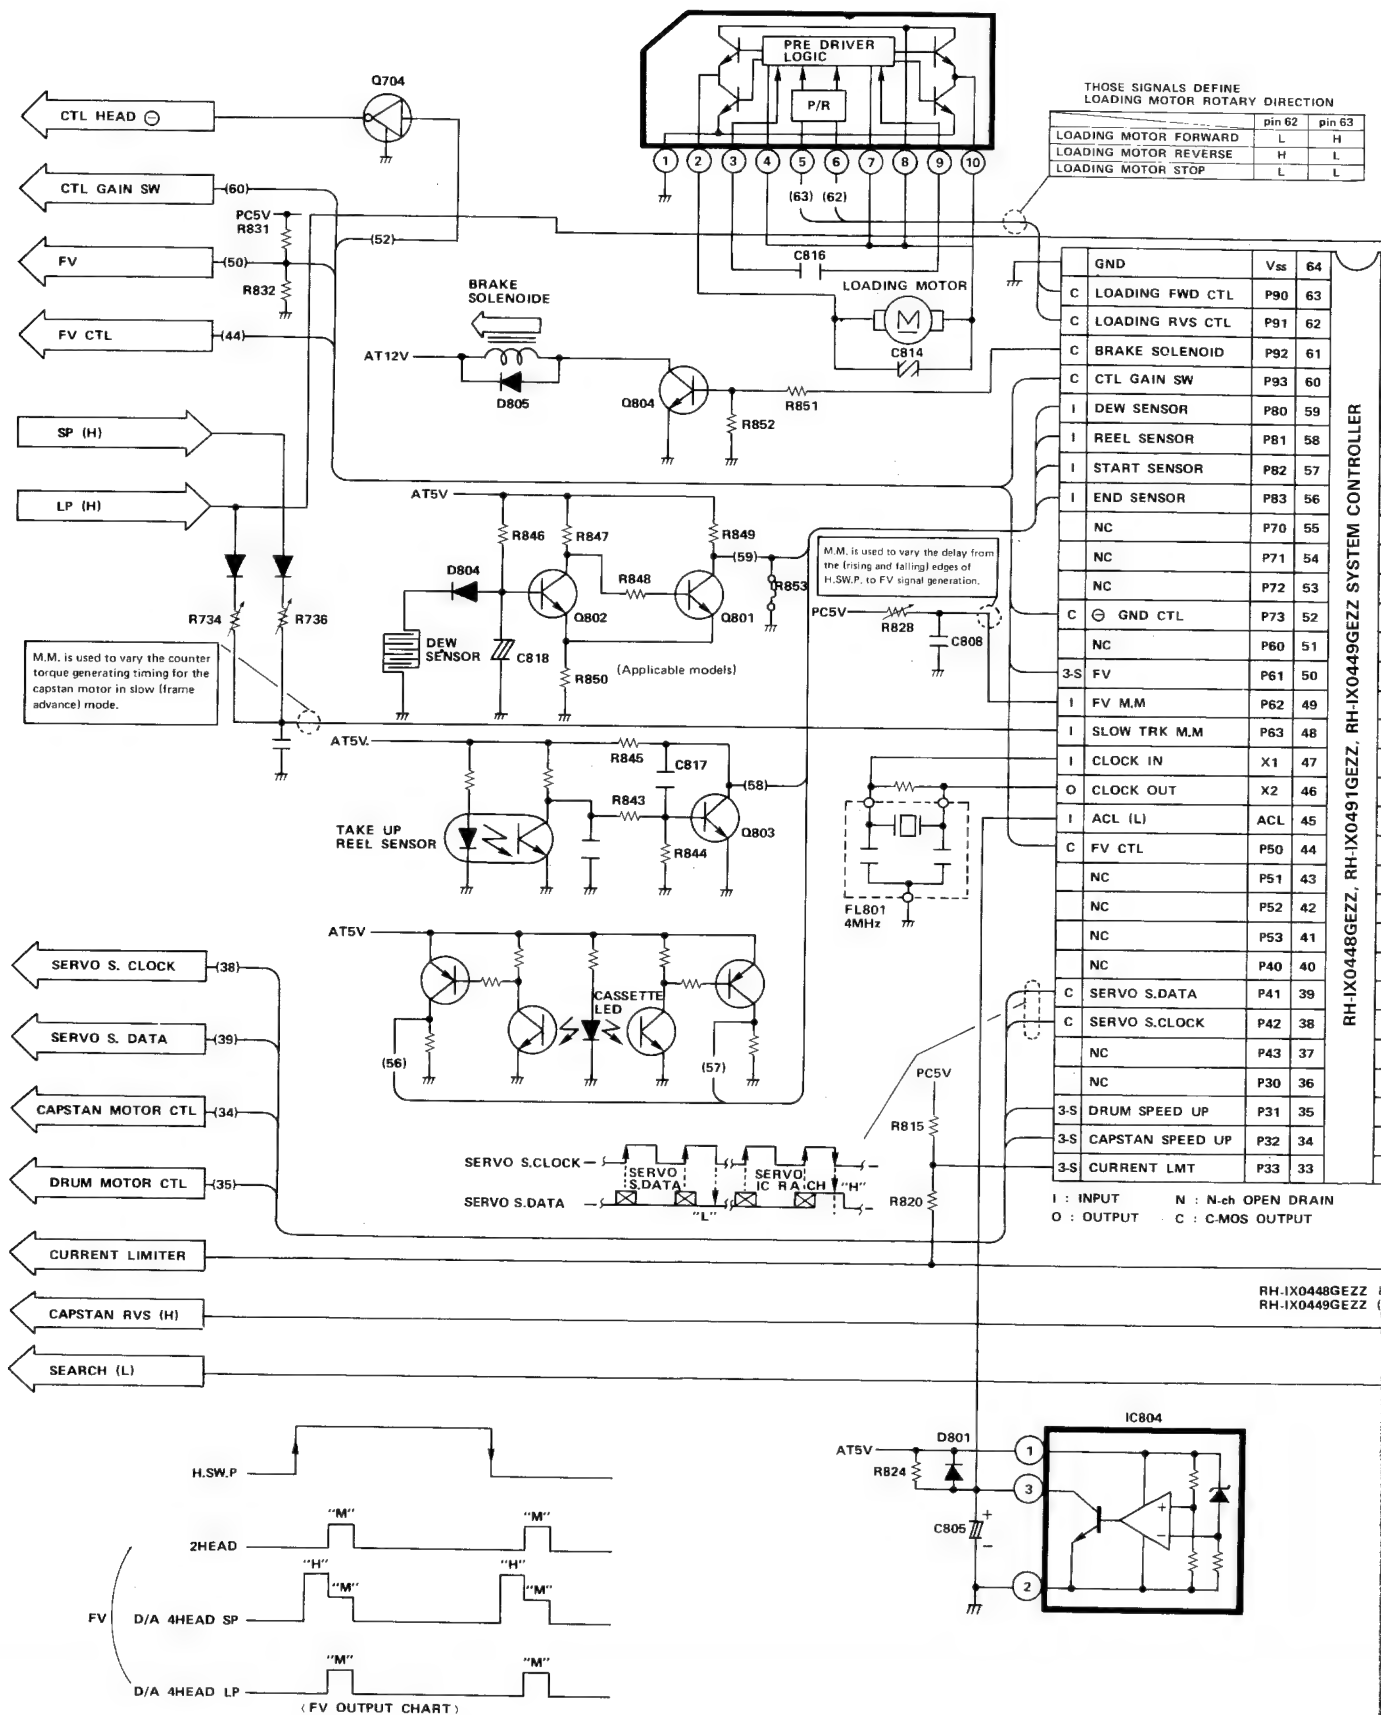 PRE DRIVER
LOGIC
P/R
1 2 3 4 5 6 7 8 9 10
(63) (62)
THOSE SIGNALS DEFINE
LOADING MOTOR ROTARY DIRECTION
pin 62 pin 63
LOADING MOTOR FORWARD L H
LOADING MOTOR REVERSE H L
LOADING MOTOR STOP L L
Q704
CTL HEAD ⊖
CTL GAIN SW (60)
PC5V
R831
(52)
FV (50)
R832
FV CTL (44)
SP (H)
LP (H)
BRAKE
SOLENOIDE
AT12V
D805
Q804
R851
R852
C816
LOADING MOTOR
M
C814
AT5V
R846
R847
R849
(59)
D804
R848
R853
Q802
Q801
DEW
SENSOR
C818
R850
(Applicable models)
R734
R736
M.M. is used to vary the counter
torque generating timing for the
capstan motor in slow (frame
advance) mode.
M.M. is used to vary the delay from
the (rising and falling) edges of
H.SW.P. to FV signal generation.
PC5V
R828
C808
AT5V.
R845
C817
(58)
R843
Q803
R844
TAKE UP
REEL SENSOR
FL801
4MHz
AT5V
CASSETTE
LED
(56)
(57)
GND Vss 64
C LOADING FWD CTL P90 63
C LOADING RVS CTL P91 62
C BRAKE SOLENOID P92 61
C CTL GAIN SW P93 60
I DEW SENSOR P80 59
I REEL SENSOR P81 58
I START SENSOR P82 57
I END SENSOR P83 56
NC P70 55
NC P71 54
NC P72 53
C ⊖ GND CTL P73 52
NC P60 51
3-S FV P61 50
I FV M.M P62 49
I SLOW TRK M.M P63 48
I CLOCK IN X1 47
O CLOCK OUT X2 46
I ACL (L) ACL 45
C FV CTL P50 44
NC P51 43
NC P52 42
NC P53 41
NC P40 40
C SERVO S.DATA P41 39
C SERVO S.CLOCK P42 38
NC P43 37
NC P30 36
3-S DRUM SPEED UP P31 35
3-S CAPSTAN SPEED UP P32 34
3-S CURRENT LMT P33 33
RH-IX0448GEZZ, RH-IX0491GEZZ, RH-IX0449GEZZ SYSTEM CONTROLLER
I : INPUT N : N-ch OPEN DRAIN
O : OUTPUT C : C-MOS OUTPUT
SERVO S. CLOCK (38)
SERVO S. DATA (39)
CAPSTAN MOTOR CTL (34)
DRUM MOTOR CTL (35)
CURRENT LIMITER
CAPSTAN RVS (H)
SEARCH (L)
PC5V
R815
R820
SERVO S.CLOCK
SERVO
S.DATA
SERVO
IC RA CH
"H"
SERVO S.DATA
"L"
RH-IX0448GEZZ
RH-IX0449GEZZ (
IC804
AT5V
D801
1
R824
3
+
C805
−
2
+
−
H.SW.P
"M" "M"
2HEAD
"H" "H"
"M" "M"
FV
D/A 4HEAD SP
"M" "M"
D/A 4HEAD LP
(FV OUTPUT CHART)